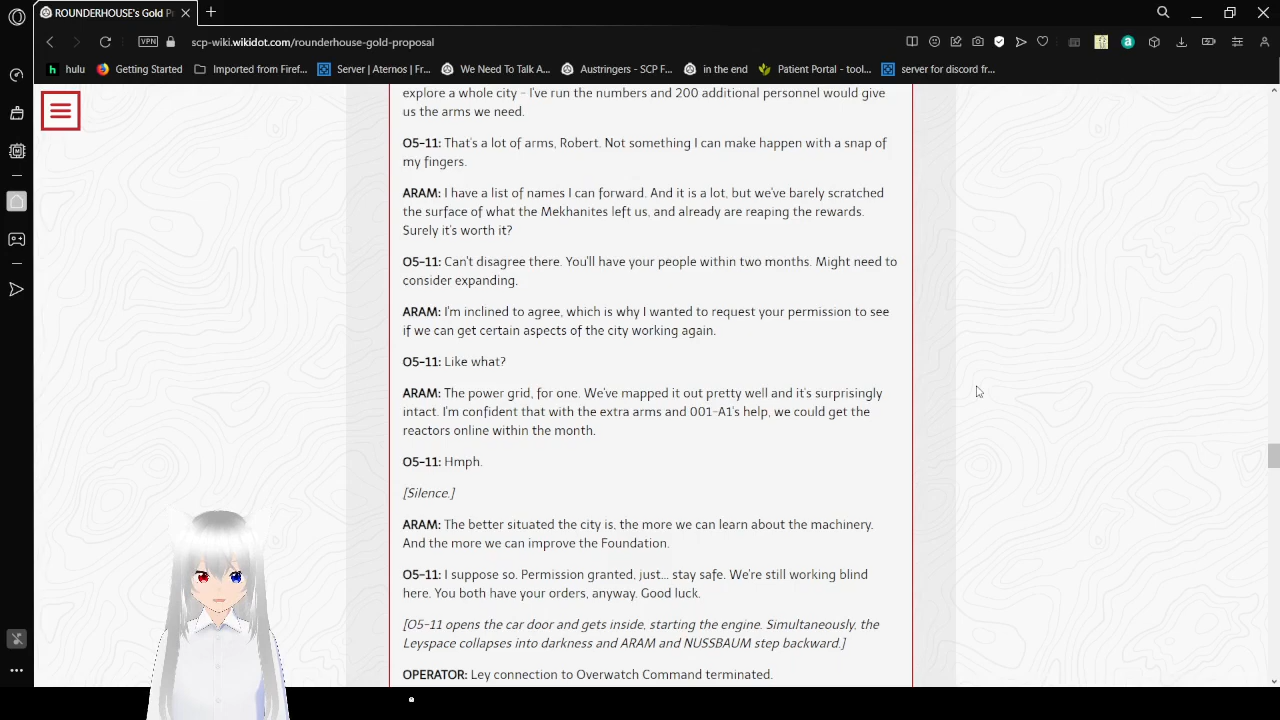 ROUNDERHOUSE's Gold P
VPN
scp-wiki.wikidot.com/rounderhouse-gold-proposal
hulu
Getting Started
Imported from Firef...
Server | Aternos | Fr...
We Need To Talk A...
Austringers - SCP F...
in the end
Patient Portal - tool...
server for discord fr...
explore a whole city – I've run the numbers and 200 additional personnel would give
us the arms we need.
O5-11: That's a lot of arms, Robert. Not something I can make happen with a snap of
my fingers.
ARAM: I have a list of names I can forward. And it is a lot, but we've barely scratched
the surface of what the Mekhanites left us, and already are reaping the rewards.
Surely it's worth it?
O5-11: Can't disagree there. You'll have your people within two months. Might need to
consider expanding.
ARAM: I'm inclined to agree, which is why I wanted to request your permission to see
if we can get certain aspects of the city working again.
O5-11: Like what?
ARAM: The power grid, for one. We've mapped it out pretty well and it's surprisingly
intact. I'm confident that with the extra arms and 001-A1's help, we could get the
reactors online within the month.
O5-11: Hmph.
[Silence.]
ARAM: The better situated the city is, the more we can learn about the machinery.
And the more we can improve the Foundation.
O5-11: I suppose so. Permission granted, just... stay safe. We're still working blind
here. You both have your orders, anyway. Good luck.
[O5-11 opens the car door and gets inside, starting the engine. Simultaneously, the
Leyspace collapses into darkness and ARAM and NUSSBAUM step backward.]
OPERATOR: Ley connection to Overwatch Command terminated.